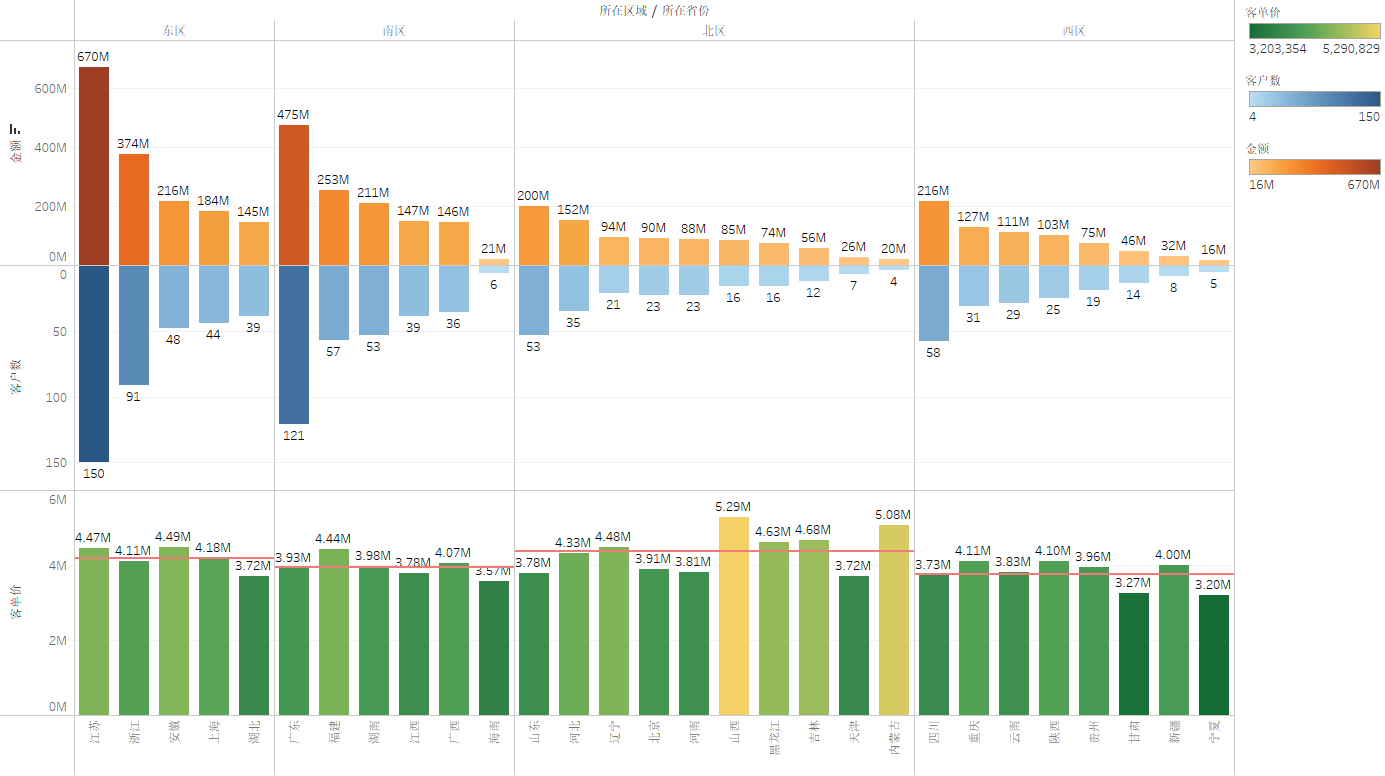 所在区域 / 所在省份
东区 南区 北区 西区
金额
600M
400M
200M
0M
670M 374M 216M 184M 145M 475M 253M 211M 147M 146M 21M 200M 152M 94M 90M 88M 85M 74M 56M 26M 20M 216M 127M 111M 103M 75M 46M 32M 16M
客户数
0
50
100
150
150 91 48 44 39 121 57 53 39 36 6 53 35 21 23 23 16 16 12 7 4 58 31 29 25 19 14 8 5
客单价
6M
4M
2M
0M
4.47M 4.11M 4.49M 4.18M 3.72M 3.93M 4.44M 3.98M 3.78M 4.07M 3.57M 3.78M 4.33M 4.48M 3.91M 3.81M 5.29M 4.63M 4.68M 3.72M 5.08M 3.73M 4.11M 3.83M 4.10M 3.96M 3.27M 4.00M 3.20M
江苏 浙江 安徽 上海 湖北 广东 福建 湖南 江西 广西 海南 山东 河北 辽宁 北京 河南 山西 黑龙江 吉林 天津 内蒙古 四川 重庆 云南 陕西 贵州 甘肃 新疆 宁夏
客单价
3,203,354 5,290,829
客户数
4 150
金额
16M 670M